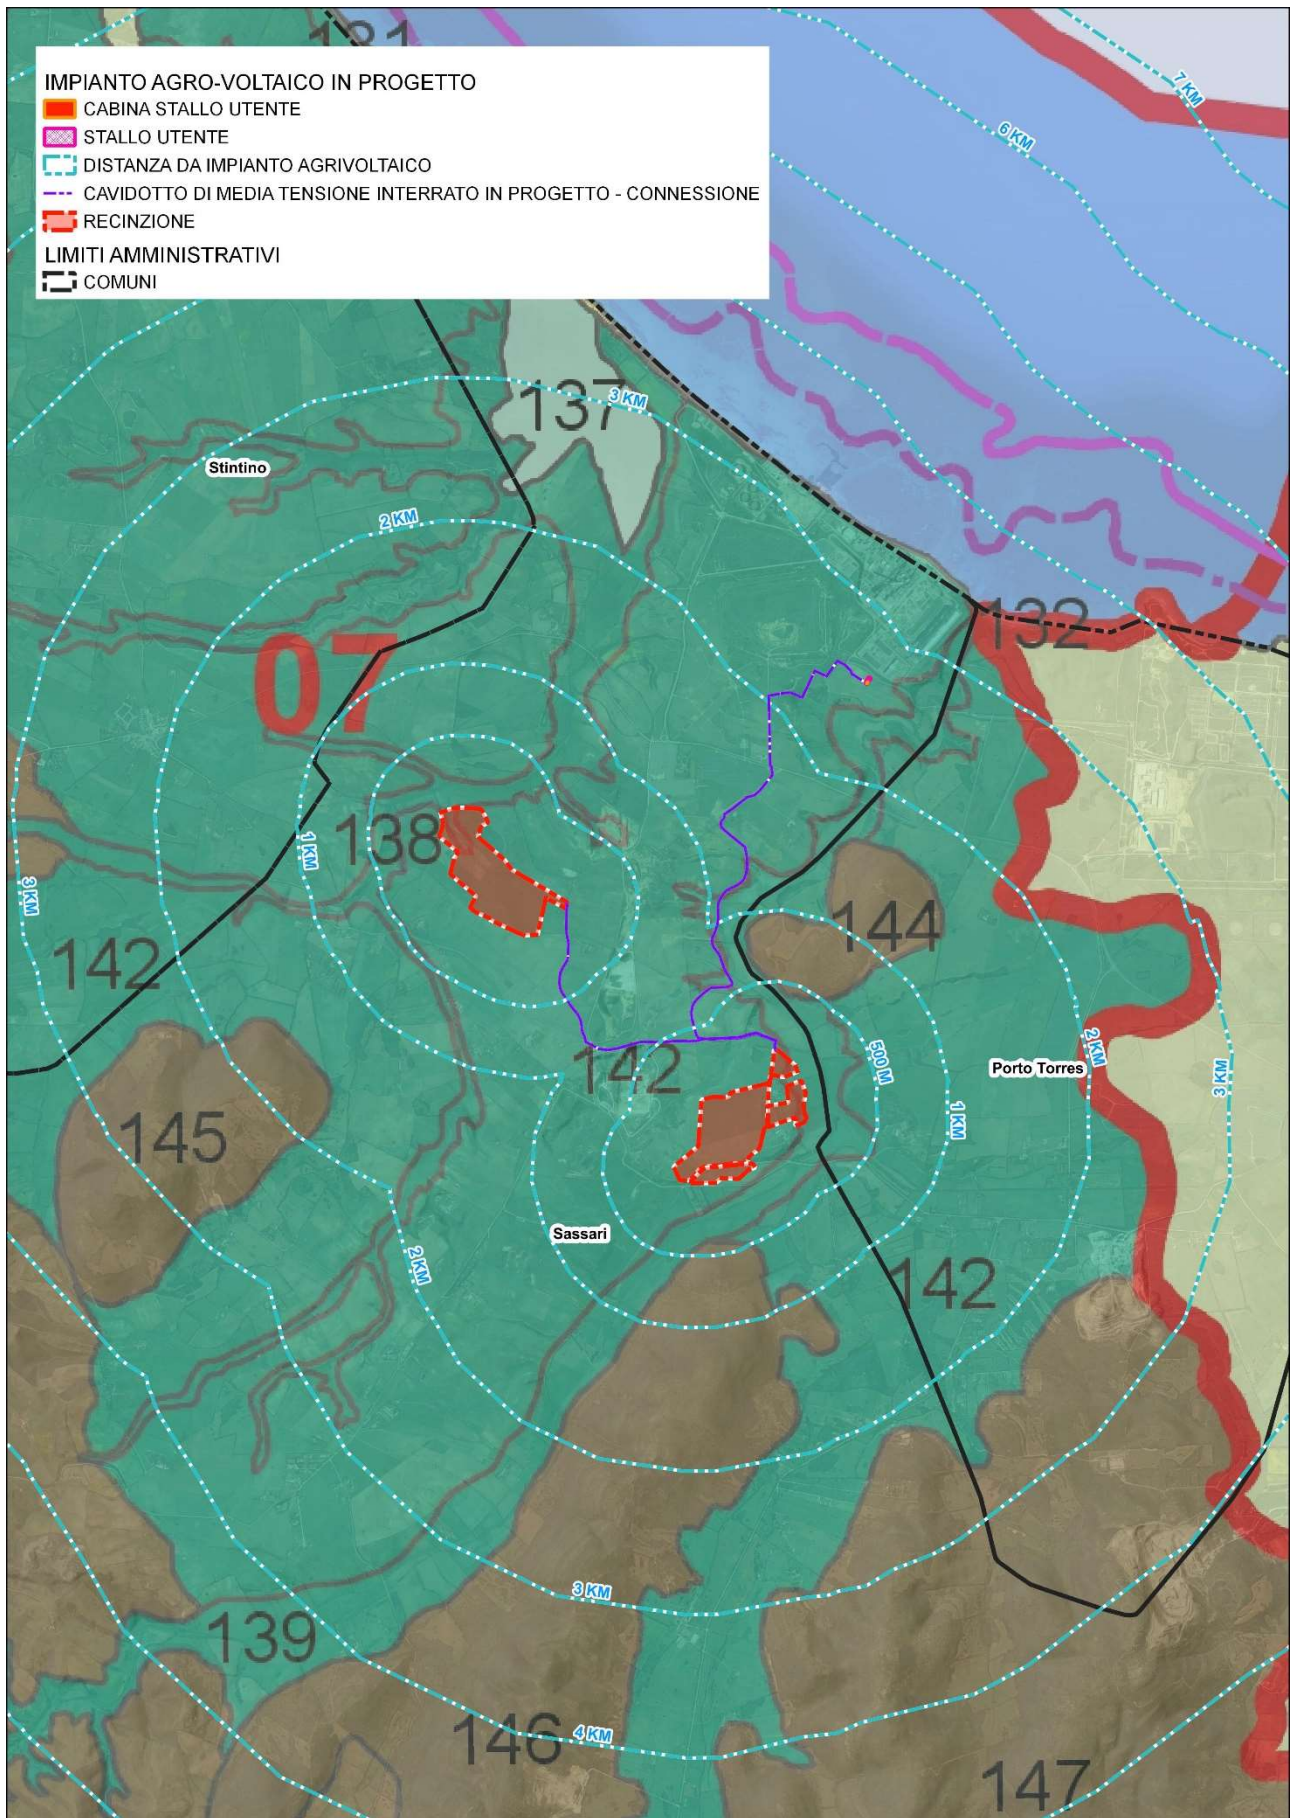 131
IMPIANTO AGRO-VOLTAICO IN PROGETTO
CABINA STALLO UTENTE
STALLO UTENTE
DISTANZA DA IMPIANTO AGRIVOLTAICO
CAVIDOTTO DI MEDIA TENSIONE INTERRATO IN PROGETTO - CONNESSIONE
RECINZIONE
LIMITI AMMINISTRATIVI
COMUNI
7 KM
6 KM
3 KM
137
Stintino
2 KM
132
07
138
1 KM
3 KM
144
142
500 M
2 KM
142
Porto Torres
3 KM
1 KM
145
Sassari
2 KM
142
3 KM
139
4 KM
146
147